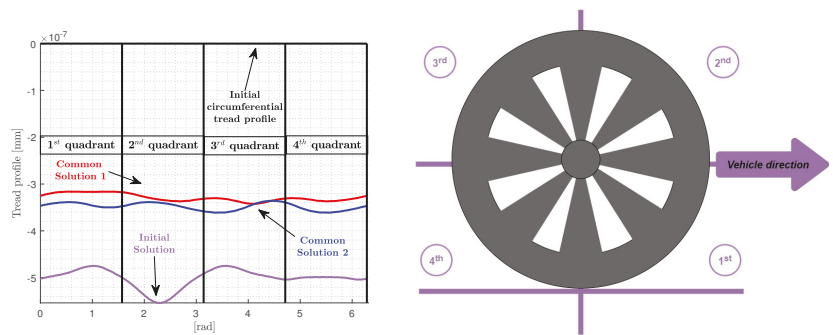 ×10⁻⁷
0
-1
-2
-3
-4
-5
Tread profile [mm]
Initial
circumferential
tread profile
1ˢᵗ quadrant
2ⁿᵈ quadrant
3ʳᵈ quadrant
4ᵗʰ quadrant
Common
Solution 1
Initial
Solution
Common
Solution 2
0 1 2 3 4 5 6
[rad]
3ʳᵈ
2ⁿᵈ
Vehicle direction
4ᵗʰ
1ˢᵗ